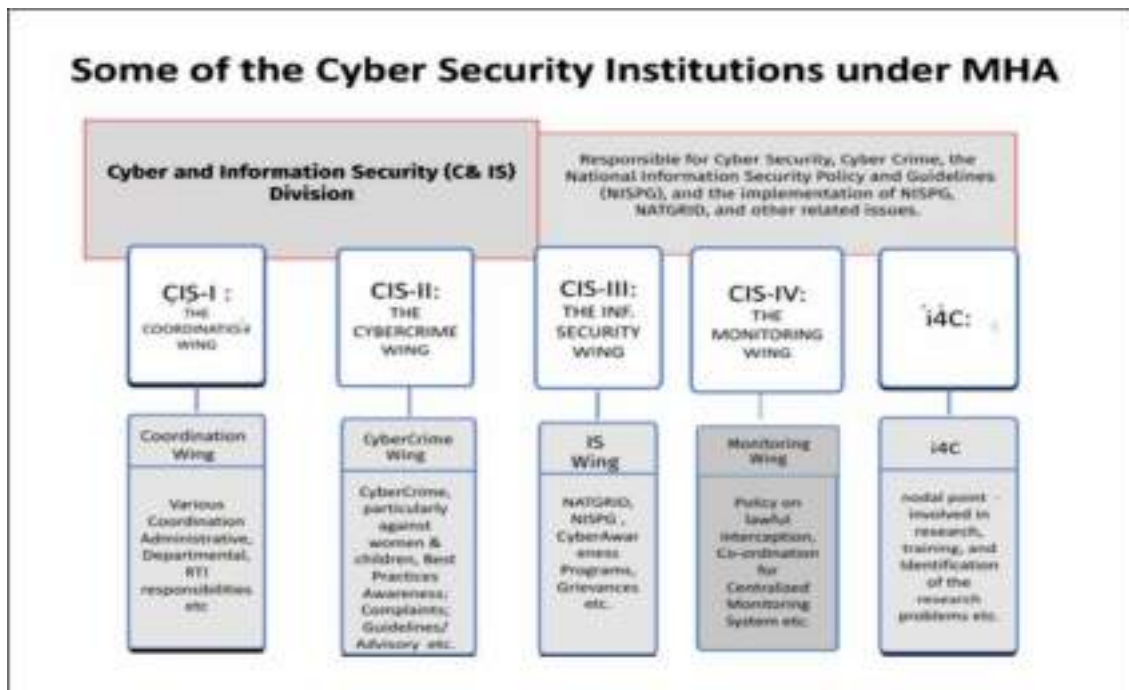 Some of the Cyber Security Institutions under MHA
Cyber and Information Security (C& IS)
Division
Responsible for Cyber Security, Cyber Crime, the
National Information Security Policy and Guidelines
(NISPG), and the implementation of NISPG,
NATGRID, and other related issues.
CIS-I :
THE
COORDINATION
WING
CIS-II:
THE
CYBERCRIME
WING
CIS-III:
THE INF.
SECURITY
WING
CIS-IV:
THE
MONITORING
WING
i4C:
Coordination
Wing
Various
Coordination
Administrative,
Departmental,
RTI
responsibilities
etc
CyberCrime
Wing
CyberCrime,
particularly
against
women &
children, Best
Practices
Awareness;
Complaints;
Guidelines/
Advisory etc.
IS
Wing
NATGRID,
NISPG ,
CyberAwar
eness
Programs,
Grievances
etc.
Monitoring
Wing
Policy on
lawful
interception,
Co-ordination
for
Centralized
Monitoring
System etc.
i4C
nodal point -
involved in
research,
training, and
Identification
of the
research
problems etc.